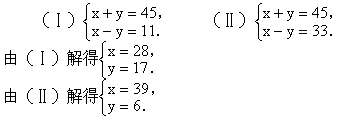 （Ⅰ）{x + y = 45， （Ⅱ）{x + y = 45，
x − y = 11. x − y = 33.
由（Ⅰ）解得{x = 28，
y = 17.
由（Ⅱ）解得{x = 39，
y = 6.